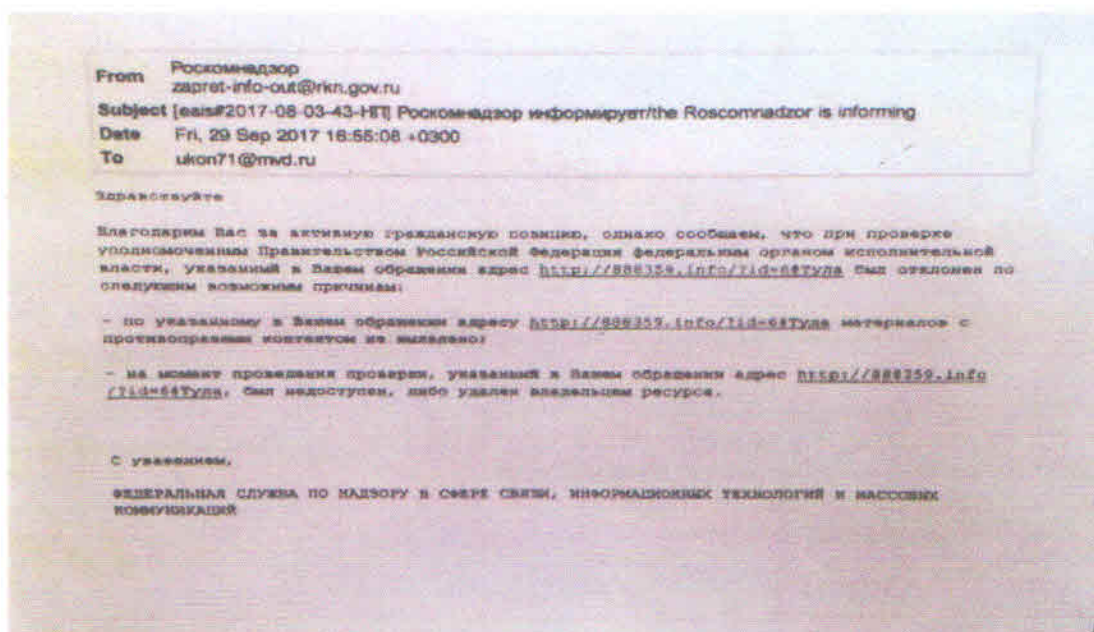 From Роскомнадзор
zapret-info-out@rkn.gov.ru
Subject [eais#2017-08-03-43-НП] Роскомнадзор информирует/the Roscomnadzor is informing
Date Fri, 29 Sep 2017 16:55:08 +0300
To ukon71@mvd.ru
Здравствуйте
Благодарим Вас за активную гражданскую позицию, однако сообщаем, что при проверке
уполномоченным Правительством Российской Федерации федеральным органом исполнительной
власти, указанный в Вашем обращении адрес http://888359.info/?id=6#Тула был отклонен по
следующим возможным причинам:
- по указанному в Вашем обращении адресу http://888359.info/?id=6#Тула материалов с
противоправным контентом не выявлено;
- на момент проведения проверки, указанный в Вашем обращении адрес http://888359.info
/?id=6#Тула, был недоступен, либо удален владельцем ресурса.
С уважением,
ФЕДЕРАЛЬНАЯ СЛУЖБА ПО НАДЗОРУ В СФЕРЕ СВЯЗИ, ИНФОРМАЦИОННЫХ ТЕХНОЛОГИЙ И МАССОВЫХ
КОММУНИКАЦИЙ